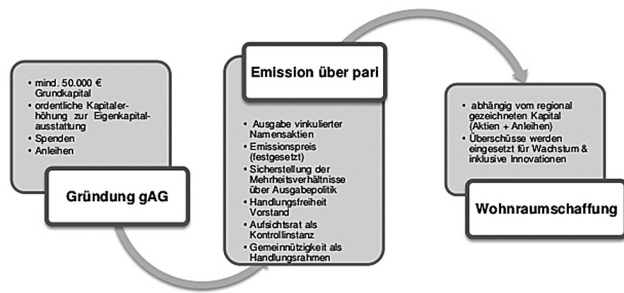 • mind. 50.000 €
Grundkapital
• ordentliche Kapitaler-
höhung zur Eigenkapital-
ausstattung
• Spenden
• Anleihen
Gründung gAG
Emission über pari
• Ausgabe vinkulierter
Namensaktien
• Emissionspreis
(festgesetzt)
• Sicherstellung der
Mehrheitsverhältnisse
über Ausgabepolitik
• Handlungsfreiheit
Vorstand
• Aufsichtsrat als
Kontrollinstanz
• Gemeinnützigkeit als
Handlungsrahmen
• abhängig vom regional
gezeichneten Kapital
(Aktien + Anleihen)
• Überschüsse werden
eingesetzt für Wachstum &
inklusive Innovationen
Wohnraumschaffung